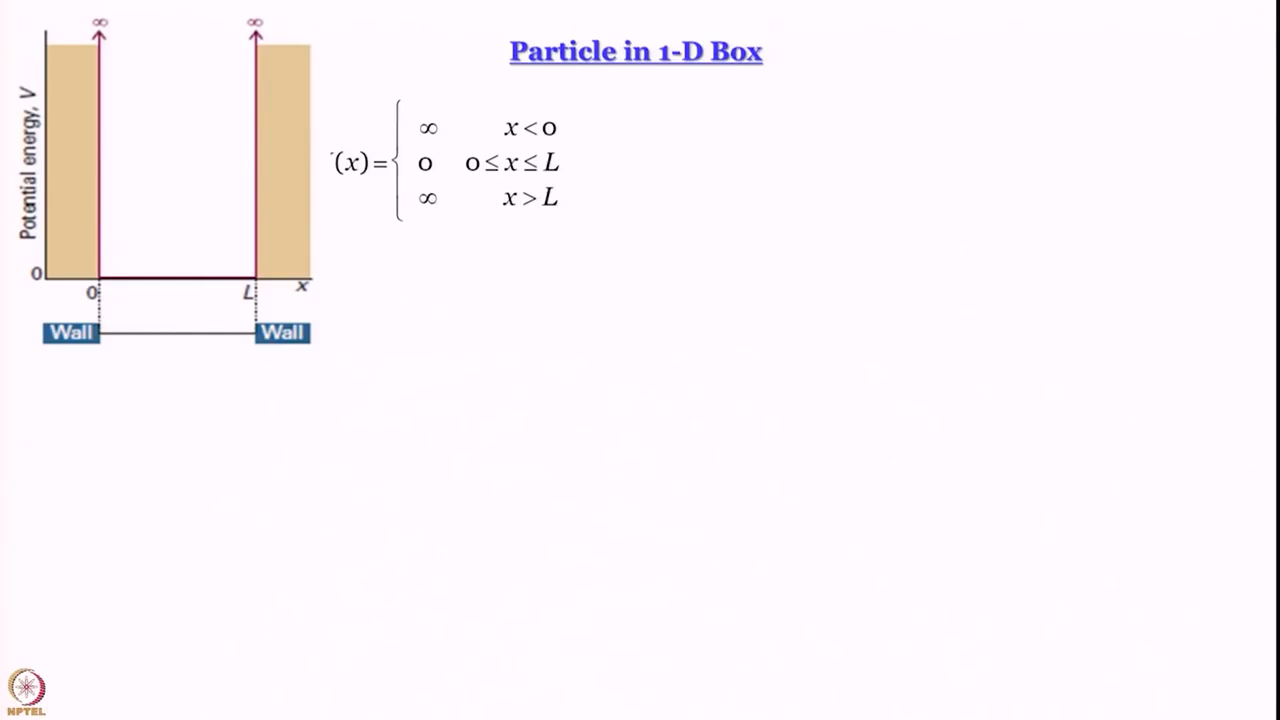 Particle in 1-D Box
∞ ∞
Potential energy, V
(x) = {
∞ x < 0
0 0 ≤ x ≤ L
∞ x > L
0
0 L x
Wall Wall
NPTEL